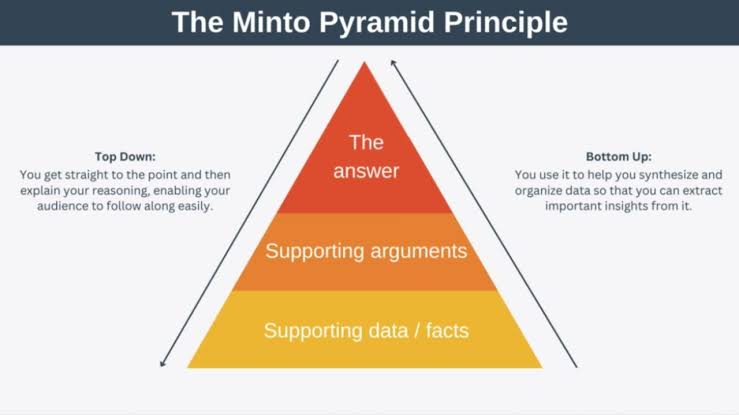 The Minto Pyramid Principle
Top Down:
You get straight to the point and then
explain your reasoning, enabling your
audience to follow along easily.
The
answer
Supporting arguments
Supporting data / facts
Bottom Up:
You use it to help you synthesize and
organize data so that you can extract
important insights from it.